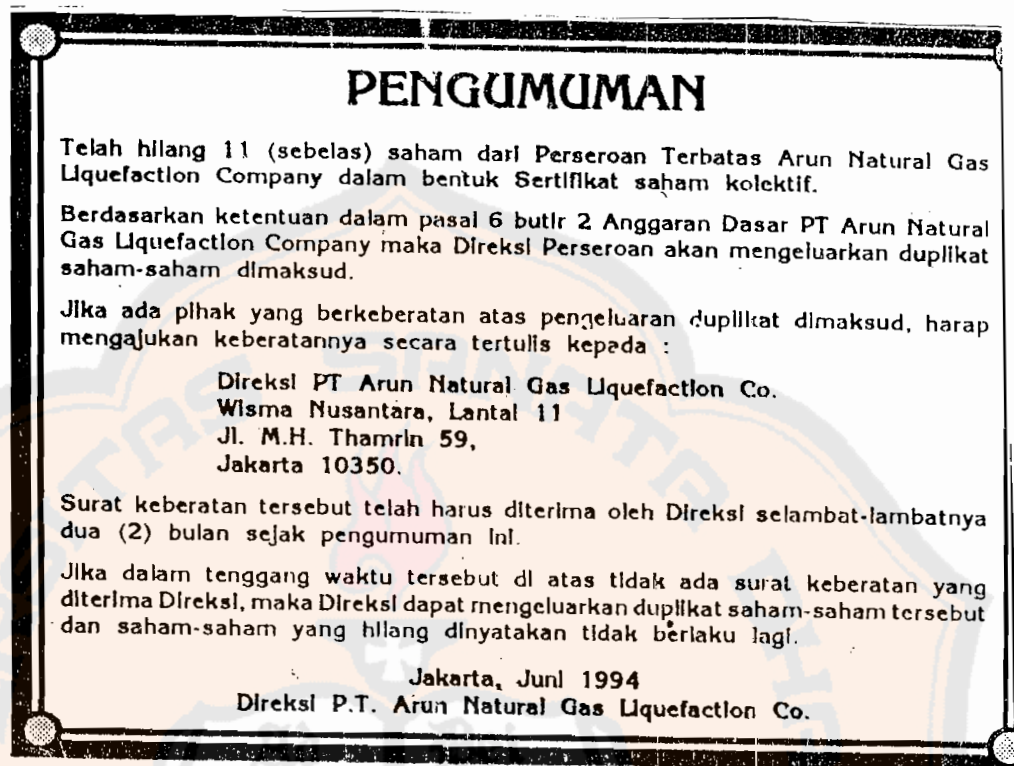 PENGUMUMAN
Telah hilang 11 (sebelas) saham dari Perseroan Terbatas Arun Natural Gas
Liquefaction Company dalam bentuk Sertifikat saham kolektif.
Berdasarkan ketentuan dalam pasal 6 butir 2 Anggaran Dasar PT Arun Natural
Gas Liquefaction Company maka Direksi Perseroan akan mengeluarkan duplikat
saham-saham dimaksud.
Jika ada pihak yang berkeberatan atas pengeluaran duplikat dimaksud, harap
mengajukan keberatannya secara tertulis kepada :
Direksi PT Arun Natural Gas Liquefaction Co.
Wisma Nusantara, Lantai 11
Jl. M.H. Thamrin 59,
Jakarta 10350.
Surat keberatan tersebut telah harus diterima oleh Direksi selambat-lambatnya
dua (2) bulan sejak pengumuman ini.
Jika dalam tenggang waktu tersebut di atas tidak ada surat keberatan yang
diterima Direksi, maka Direksi dapat mengeluarkan duplikat saham-saham tersebut
dan saham-saham yang hilang dinyatakan tidak berlaku lagi.
Jakarta, Juni 1994
Direksi P.T. Arun Natural Gas Liquefaction Co.
SANATA